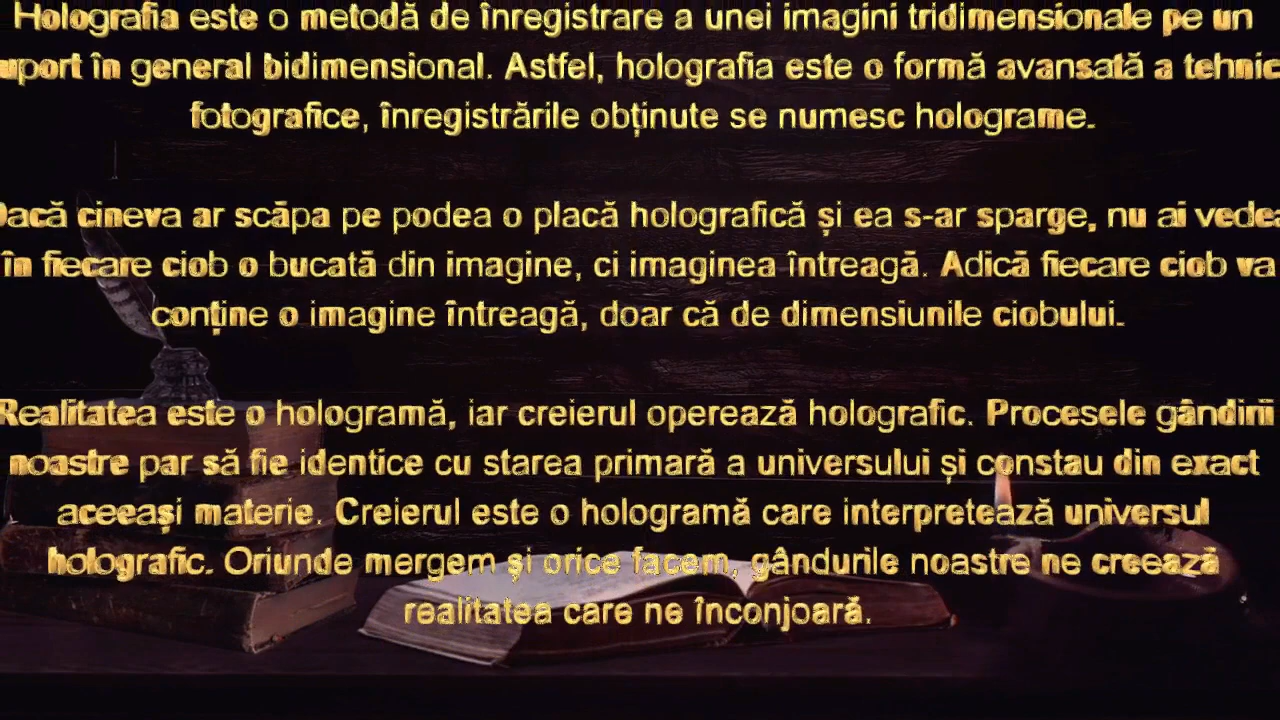 Holografia este o metodă de înregistrare a unei imagini tridimensionale pe un
uport în general bidimensional. Astfel, holografia este o formă avansată a tehnic
fotografice, înregistrările obținute se numesc holograme.
Dacă cineva ar scăpa pe podea o placă holografică și ea s-ar sparge, nu ai vedea
în fiecare ciob o bucată din imagine, ci imaginea întreagă. Adică fiecare ciob va
conține o imagine întreagă, doar că de dimensiunile ciobului.
Realitatea este o hologramă, iar creierul operează holografic. Procesele gândirii
noastre par să fie identice cu starea primară a universului și constau din exact
aceeași materie. Creierul este o hologramă care interpretează universul
holografic. Oriunde mergem și orice facem, gândurile noastre ne creează
realitatea care ne înconjoară.